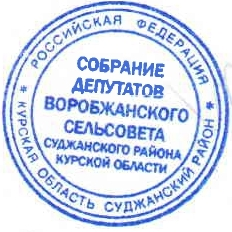 РОССИЙСКАЯ ФЕДЕРАЦИЯ
* КУРСКАЯ ОБЛАСТЬ СУДЖАНСКИЙ РАЙОН *
СОБРАНИЕ
ДЕПУТАТОВ
ВОРОБЖАНСКОГО
СЕЛЬСОВЕТА
СУДЖАНСКОГО РАЙОНА
КУРСКОЙ ОБЛАСТИ